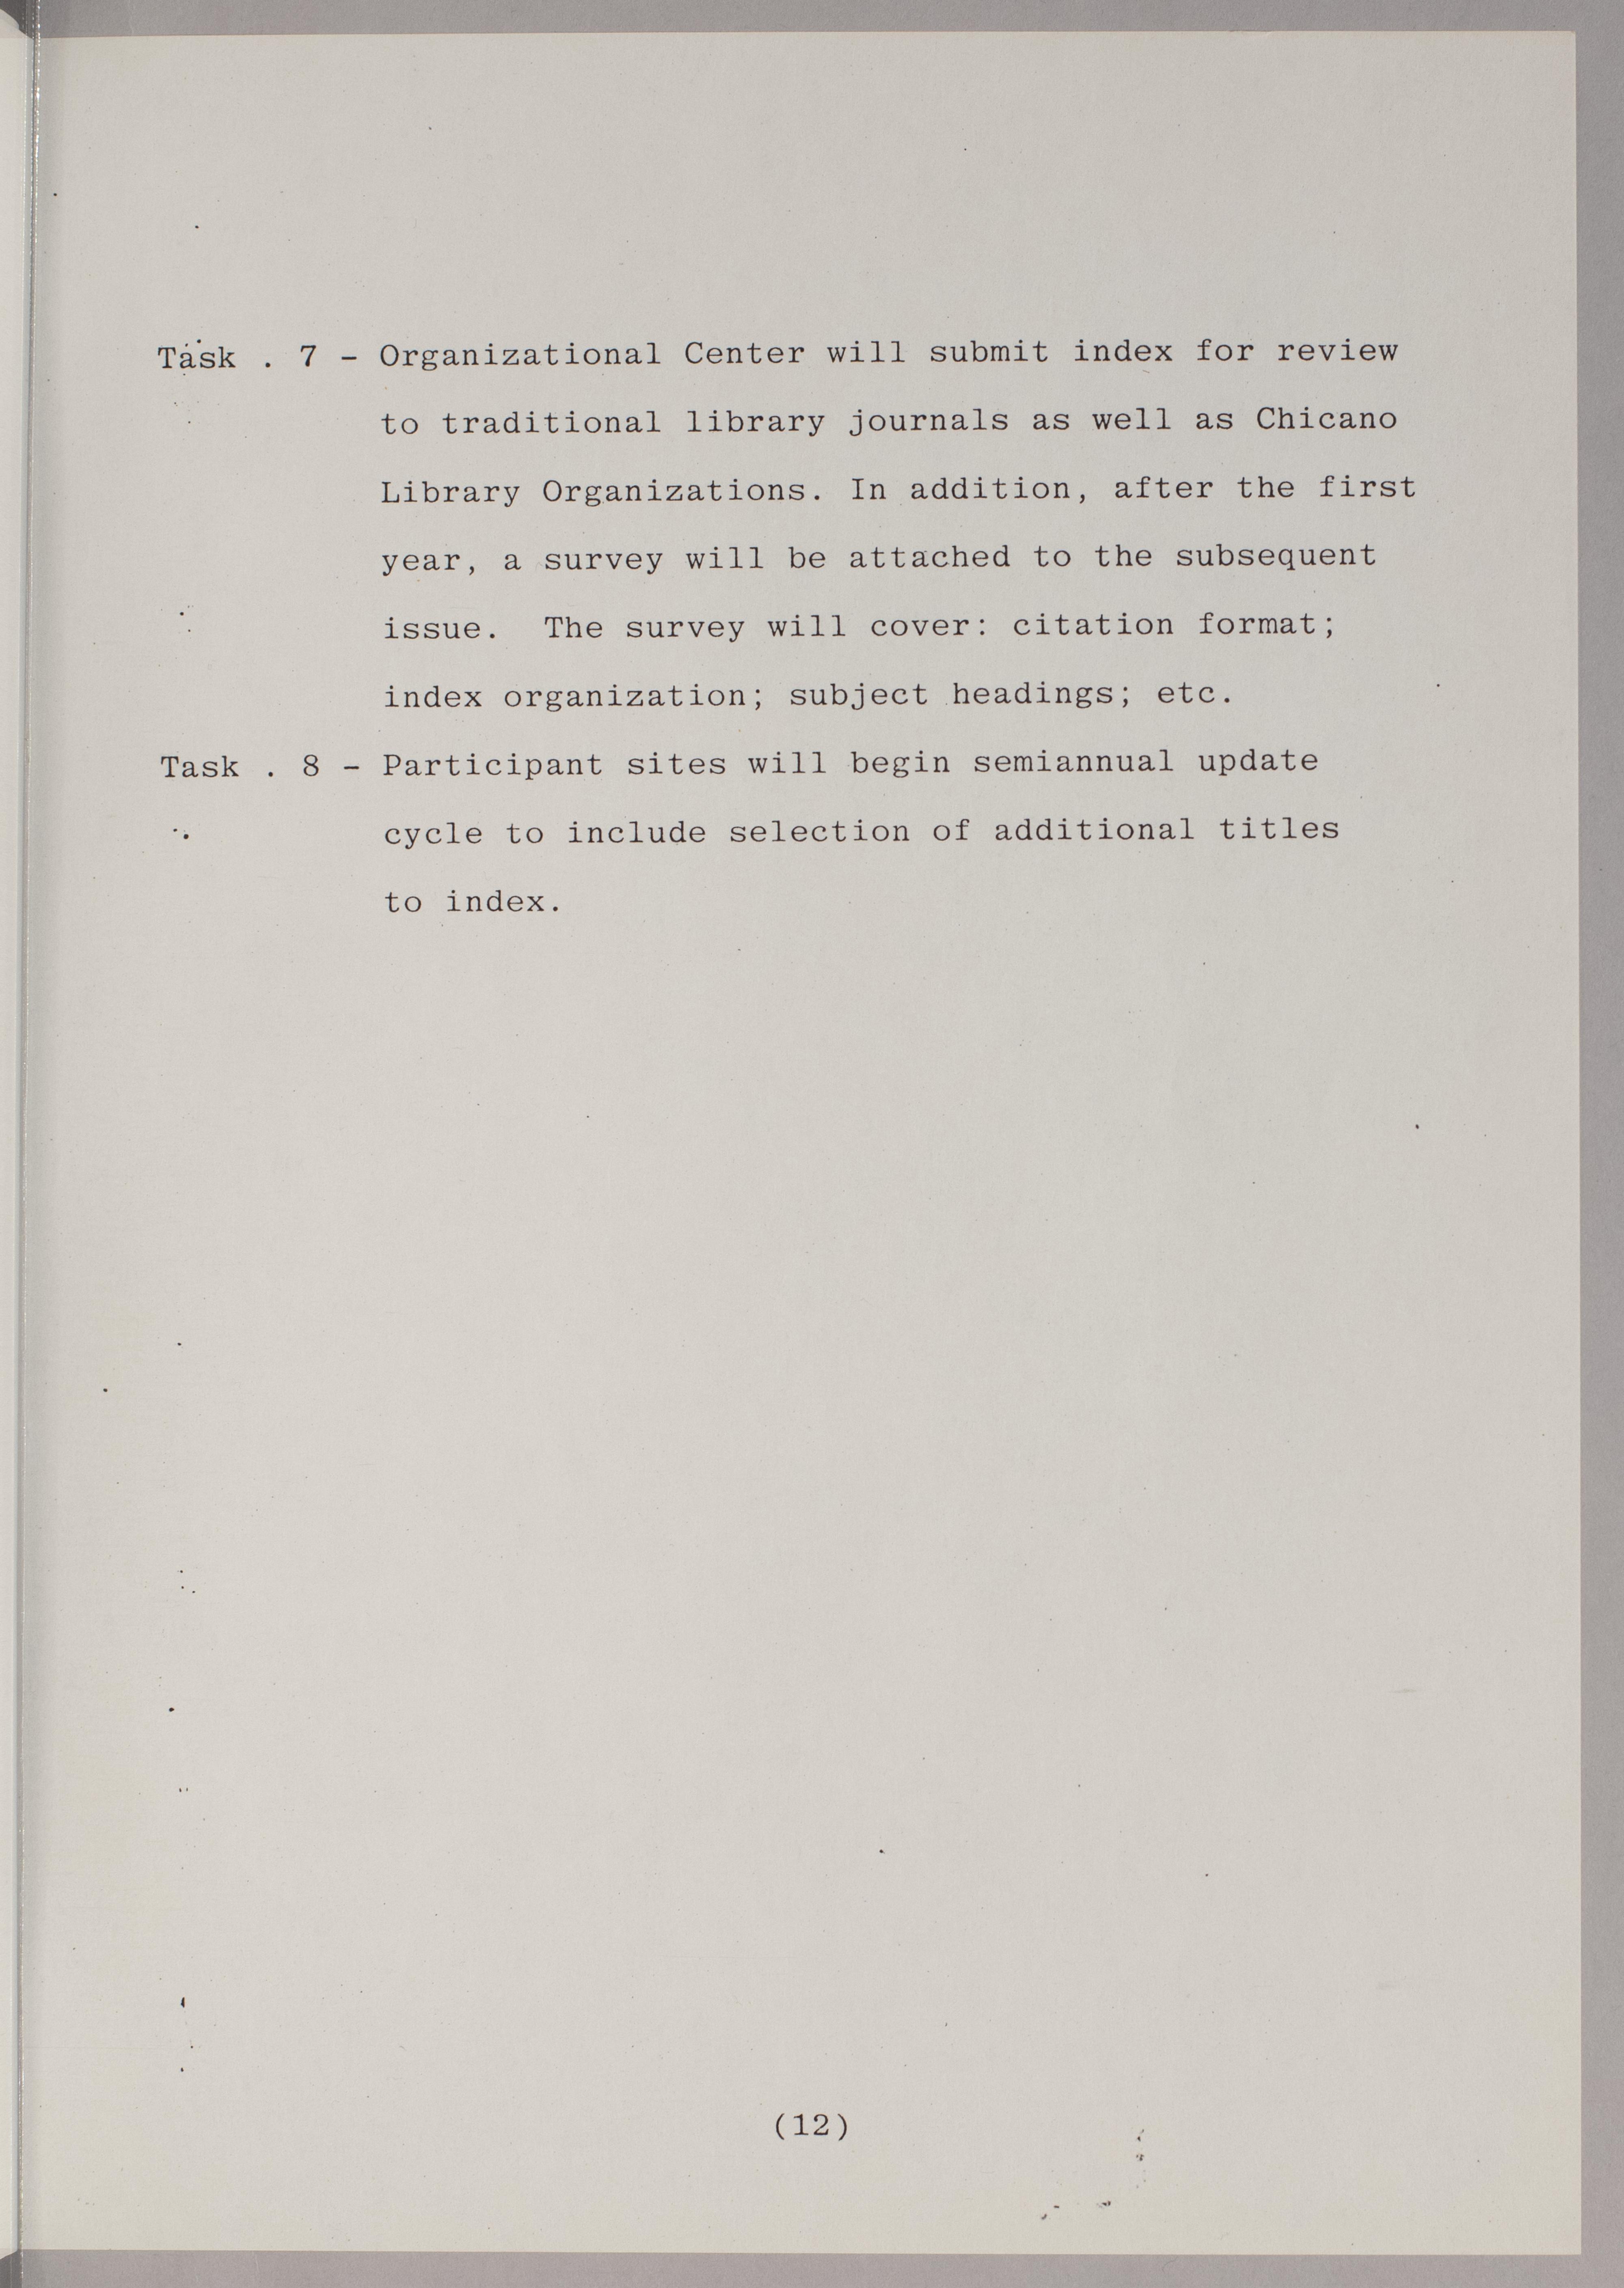 Task . 7 - Organizational Center will submit index for review
to traditional library journals as well as Chicano
Library Organizations. In addition, after the first
year, a survey will be attached to the subsequent
issue.  The survey will cover: citation format;
index organization; subject headings; etc.
Task . 8 - Participant sites will begin semiannual update
cycle to include selection of additional titles
to index.
(12)